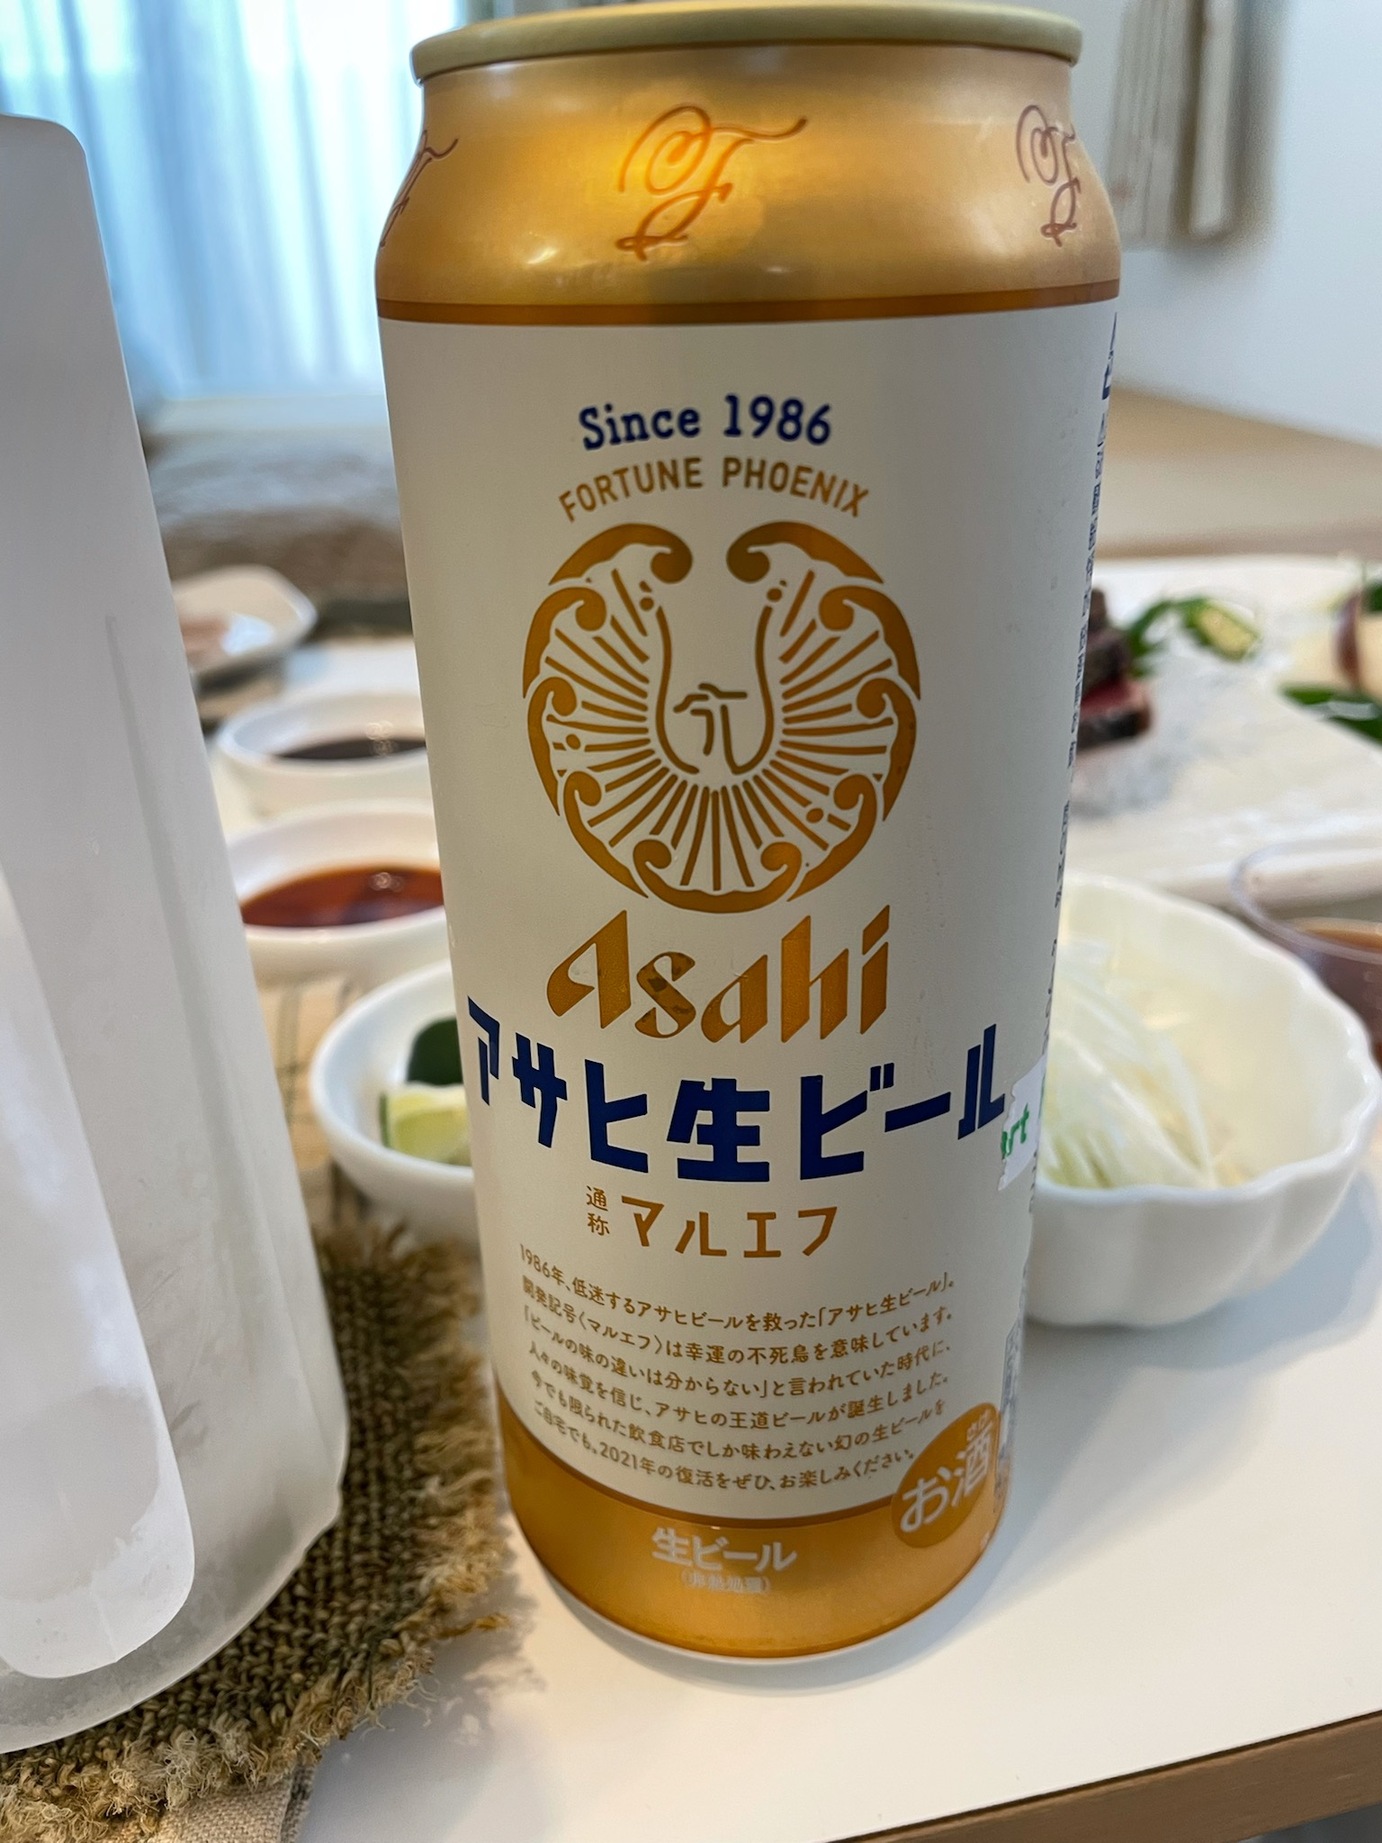 Since 1986
FORTUNE PHOENIX
Asahi
アサヒ生ビール
通称 マルエフ
1986年、低迷するアサヒビールを救った「アサヒ生ビール」。
開発記号〈マルエフ〉は幸運の不死鳥を意味しています。
「ビールの味の違いは分からない」と言われていた時代に、
人々の味覚を信じ、アサヒの王道ビールが誕生しました。
今でも限られた飲食店でしか味わえない幻の生ビールを
ご自宅でも。2021年の復活をぜひ、お楽しみください。
お酒
生ビール
(非熱処理)